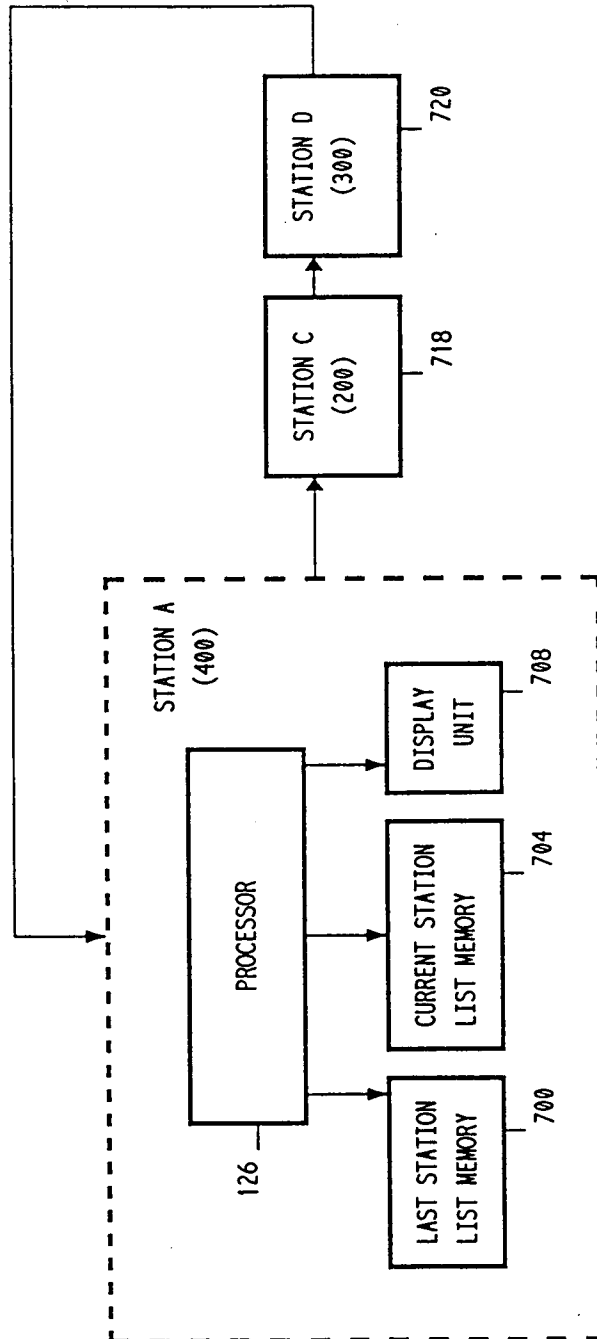 STATION A
(400)
PROCESSOR
126
LAST STATION
LIST MEMORY
700
CURRENT STATION
LIST MEMORY
704
DISPLAY
UNIT
708
STATION C
(200)
718
STATION D
(300)
720